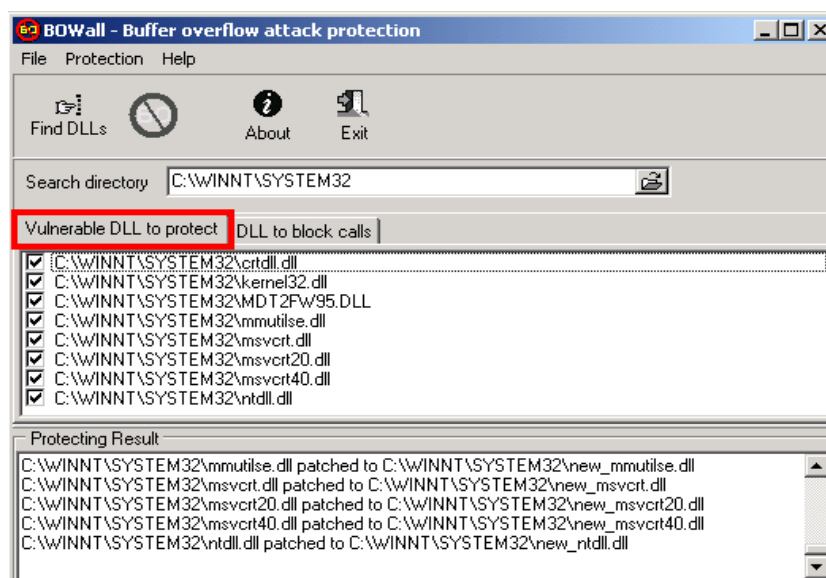 BOWall - Buffer overflow attack protection
File Protection Help
Find DLLs About Exit
Search directory C:\WINNT\SYSTEM32
Vulnerable DLL to protect DLL to block calls
C:\WINNT\SYSTEM32\crtdll.dll
C:\WINNT\SYSTEM32\kernel32.dll
C:\WINNT\SYSTEM32\MDT2FW95.DLL
C:\WINNT\SYSTEM32\mmutilse.dll
C:\WINNT\SYSTEM32\msvcrt.dll
C:\WINNT\SYSTEM32\msvcrt20.dll
C:\WINNT\SYSTEM32\msvcrt40.dll
C:\WINNT\SYSTEM32\ntdll.dll
Protecting Result
C:\WINNT\SYSTEM32\mmutilse.dll patched to C:\WINNT\SYSTEM32\new_mmutilse.dll
C:\WINNT\SYSTEM32\msvcrt.dll patched to C:\WINNT\SYSTEM32\new_msvcrt.dll
C:\WINNT\SYSTEM32\msvcrt20.dll patched to C:\WINNT\SYSTEM32\new_msvcrt20.dll
C:\WINNT\SYSTEM32\msvcrt40.dll patched to C:\WINNT\SYSTEM32\new_msvcrt40.dll
C:\WINNT\SYSTEM32\ntdll.dll patched to C:\WINNT\SYSTEM32\new_ntdll.dll